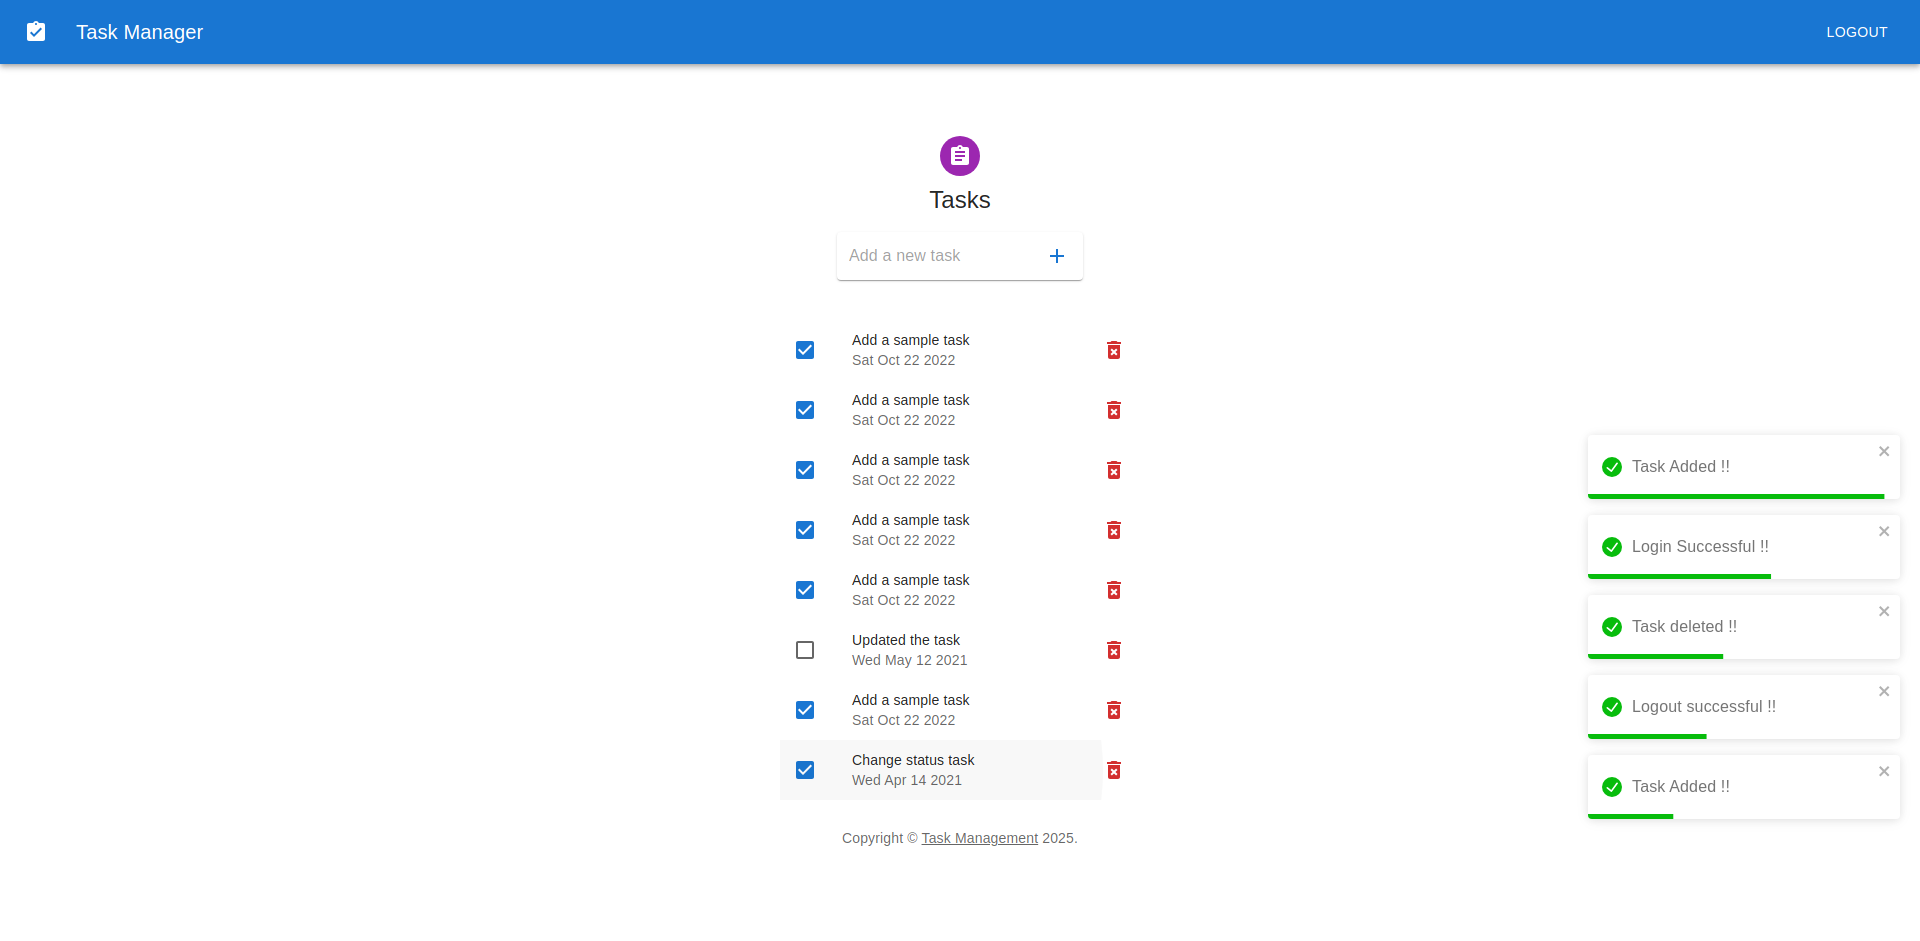 Task Manager
LOGOUT
Tasks
Add a new task
Add a sample task
Sat Oct 22 2022
Add a sample task
Sat Oct 22 2022
Add a sample task
Sat Oct 22 2022
Add a sample task
Sat Oct 22 2022
Add a sample task
Sat Oct 22 2022
Updated the task
Wed May 12 2021
Add a sample task
Sat Oct 22 2022
Change status task
Wed Apr 14 2021
Copyright © Task Management 2025.
Task Added !!
Login Successful !!
Task deleted !!
Logout successful !!
Task Added !!